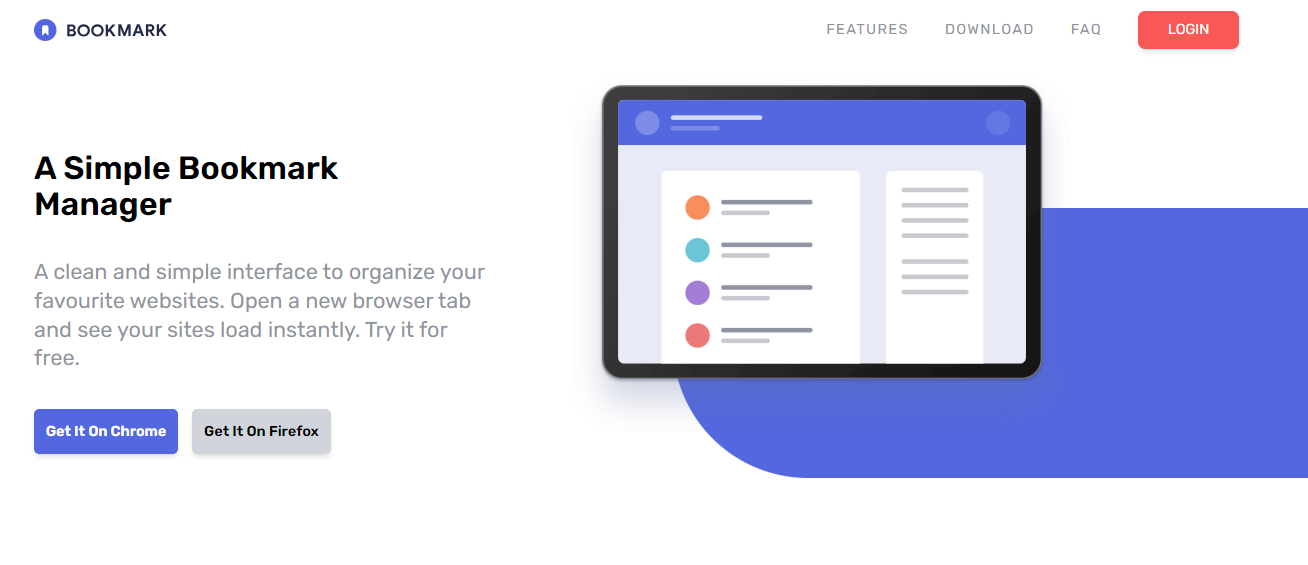 BOOKMARK
FEATURES
DOWNLOAD
FAQ
LOGIN
A Simple Bookmark
Manager
A clean and simple interface to organize your
favourite websites. Open a new browser tab
and see your sites load instantly. Try it for
free.
Get It On Chrome
Get It On Firefox